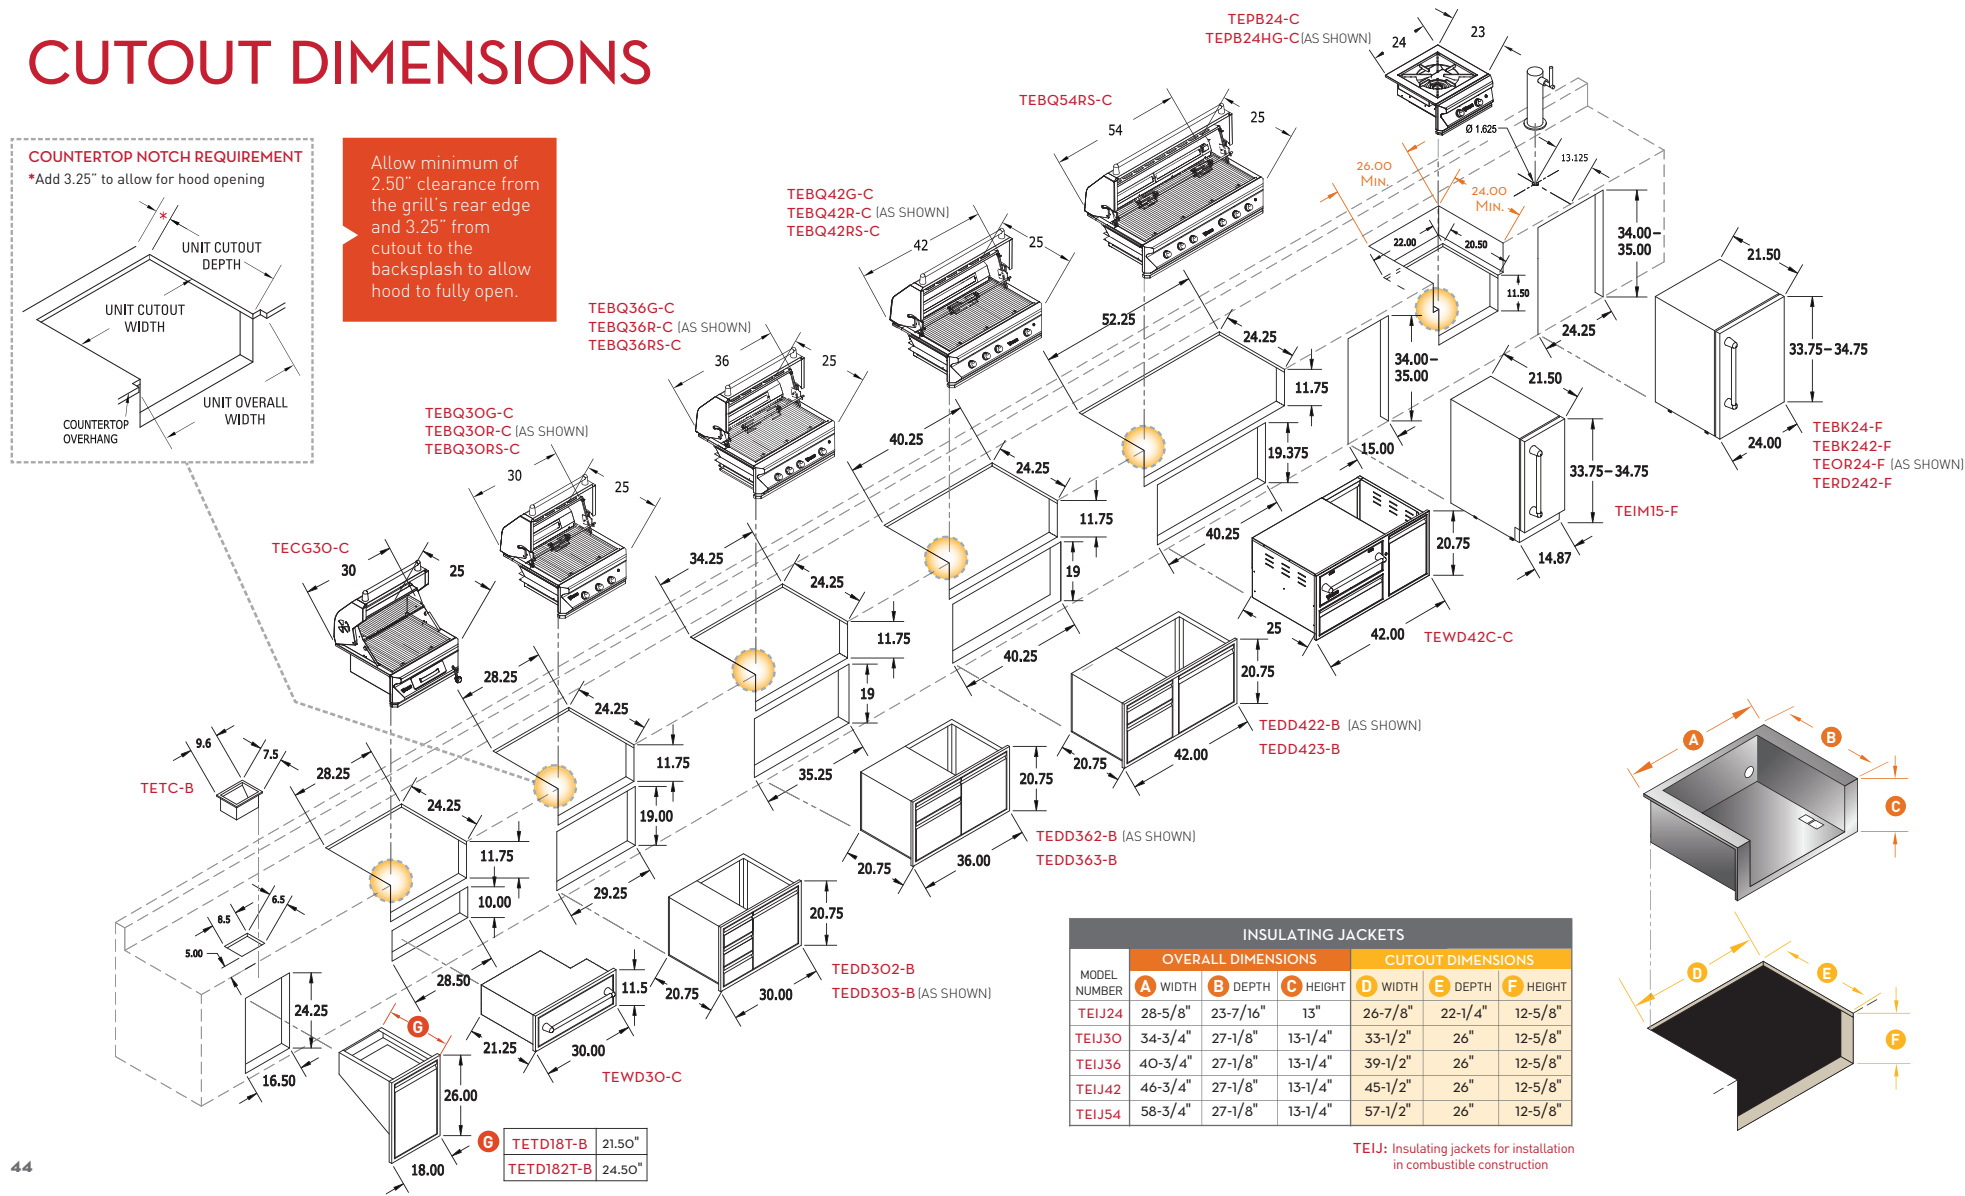 CUTOUT DIMENSIONS
COUNTERTOP NOTCH REQUIREMENT
*Add 3.25" to allow for hood opening
*
UNIT CUTOUT
DEPTH
UNIT CUTOUT
WIDTH
UNIT OVERALL
WIDTH
COUNTERTOP
OVERHANG
Allow minimum of
2.50" clearance from
the grill's rear edge
and 3.25" from
cutout to the
backsplash to allow
hood to fully open.
TEPB24-C
TEPB24HG-C(AS SHOWN)
24
23
TEBQ54RS-C
54
25
Ø 1.625
13.125
26.00
MIN.
24.00
MIN.
22.00
20.50
11.50
34.00–
35.00
24.25
21.50
33.75–34.75
24.00
TEBK24-F
TEBK242-F
TEOR24-F (AS SHOWN)
TERD242-F
TEBQ42G-C
TEBQ42R-C (AS SHOWN)
TEBQ42RS-C
42
25
52.25
24.25
11.75
19.375
40.25
34.00–
35.00
15.00
21.50
33.75–34.75
14.87
TEIM15-F
TEBQ36G-C
TEBQ36R-C (AS SHOWN)
TEBQ36RS-C
36
25
40.25
24.25
11.75
19
40.25
20.75
25
42.00
TEWD42C-C
TEBQ30G-C
TEBQ30R-C (AS SHOWN)
TEBQ30RS-C
30
25
34.25
24.25
11.75
19
35.25
20.75
20.75
42.00
TEDD422-B (AS SHOWN)
TEDD423-B
TECG30-C
30
25
28.25
24.25
11.75
19.00
29.25
20.75
20.75
36.00
TEDD362-B (AS SHOWN)
TEDD363-B
TETC-B
9.6
7.5
28.25
24.25
11.75
10.00
28.50
20.75
20.75
30.00
TEDD302-B
TEDD303-B(AS SHOWN)
8.5
6.5
5.00
24.25
16.50
11.5
21.25
30.00
TEWD30-C
G
26.00
18.00
G
TETD18T-B 21.50"
TETD182T-B 24.50"
A
B
C
D
E
F
INSULATING JACKETS
OVERALL DIMENSIONS CUTOUT DIMENSIONS
MODEL
NUMBER
A WIDTH B DEPTH C HEIGHT D WIDTH E DEPTH F HEIGHT
TEIJ24 28-5/8" 23-7/16" 13" 26-7/8" 22-1/4" 12-5/8"
TEIJ30 34-3/4" 27-1/8" 13-1/4" 33-1/2" 26" 12-5/8"
TEIJ36 40-3/4" 27-1/8" 13-1/4" 39-1/2" 26" 12-5/8"
TEIJ42 46-3/4" 27-1/8" 13-1/4" 45-1/2" 26" 12-5/8"
TEIJ54 58-3/4" 27-1/8" 13-1/4" 57-1/2" 26" 12-5/8"
TEIJ: Insulating jackets for installation
in combustible construction
44